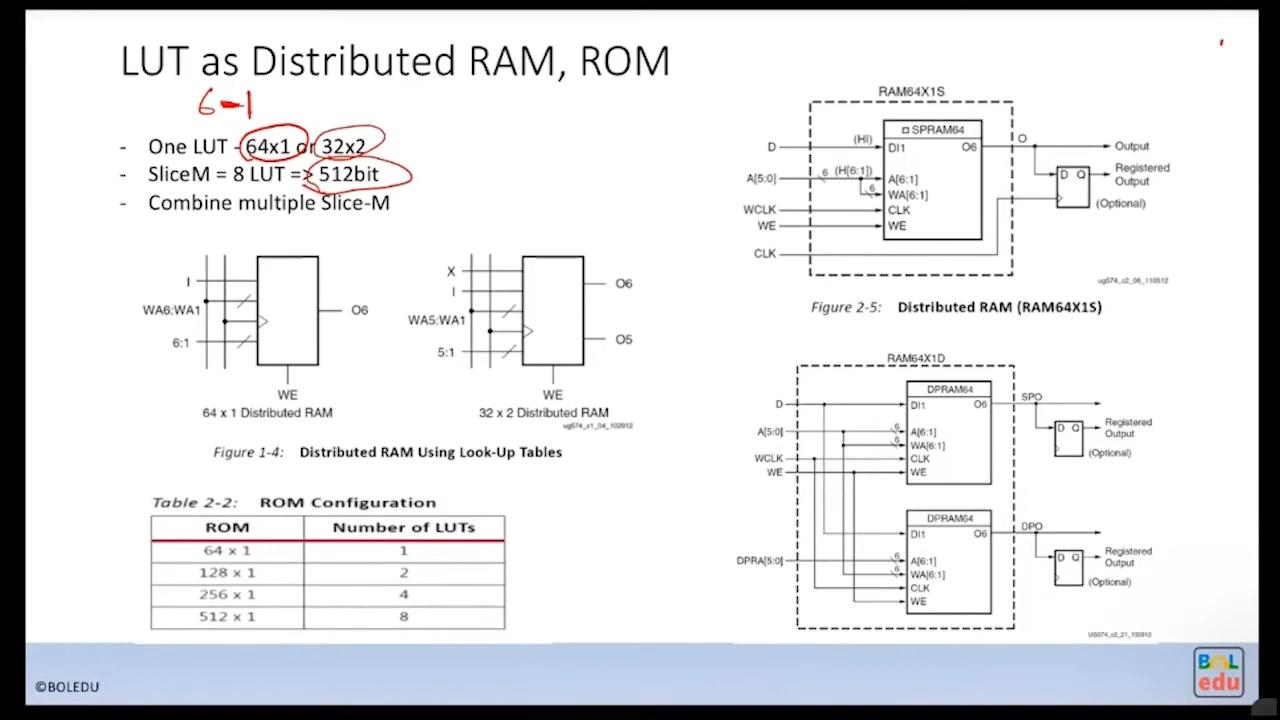 LUT as Distributed RAM, ROM
6-1
- One LUT - 64x1 or 32x2
- SliceM = 8 LUT => 512bit
- Combine multiple Slice-M
I
WA6:WA1
6:1
O6
WE
64 x 1 Distributed RAM
X
I
WA5:WA1
5:1
O6
O5
WE
32 x 2 Distributed RAM
ug574_c1_04_102912
Figure 1-4: Distributed RAM Using Look-Up Tables
Table 2-2: ROM Configuration
ROM Number of LUTs
64 x 1 1
128 x 1 2
256 x 1 4
512 x 1 8
RAM64X1S
SPRAM64
D (HI) DI1 O6 O Output
A[5:0] 6 (H[6:1]) A[6:1]
6 WA[6:1]
WCLK CLK
WE WE
CLK
D Q Registered
Output
(Optional)
ug574_c2_06_110512
Figure 2-5: Distributed RAM (RAM64X1S)
RAM64X1D
DPRAM64
D DI1 O6 SPO
A[5:0] 6 A[6:1]
6 WA[6:1]
WCLK CLK
WE WE
D Q Registered
Output
(Optional)
DPRAM64
DI1 O6 DPO
DPRA[5:0] 6 A[6:1]
6 WA[6:1]
CLK
WE
D Q Registered
Output
(Optional)
UG574_c2_21_100910
©BOLEDU
BOL
edu